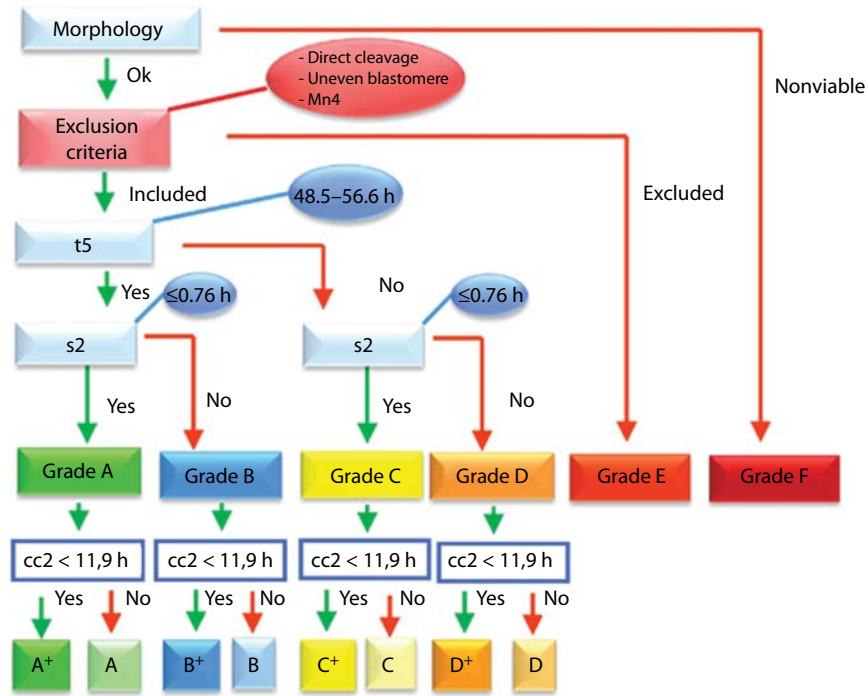 Morphology
Ok
- Direct cleavage
- Uneven blastomere
- Mn4
Nonviable
Exclusion
criteria
Included
Excluded
48.5–56.6 h
t5
Yes
No
≤0.76 h
≤0.76 h
s2
s2
Yes
No
Yes
No
Grade A
Grade B
Grade C
Grade D
Grade E
Grade F
cc2 < 11,9 h
cc2 < 11,9 h
cc2 < 11,9 h
cc2 < 11,9 h
Yes
No
Yes
No
Yes
No
Yes
No
A⁺
A
B⁺
B
C⁺
C
D⁺
D